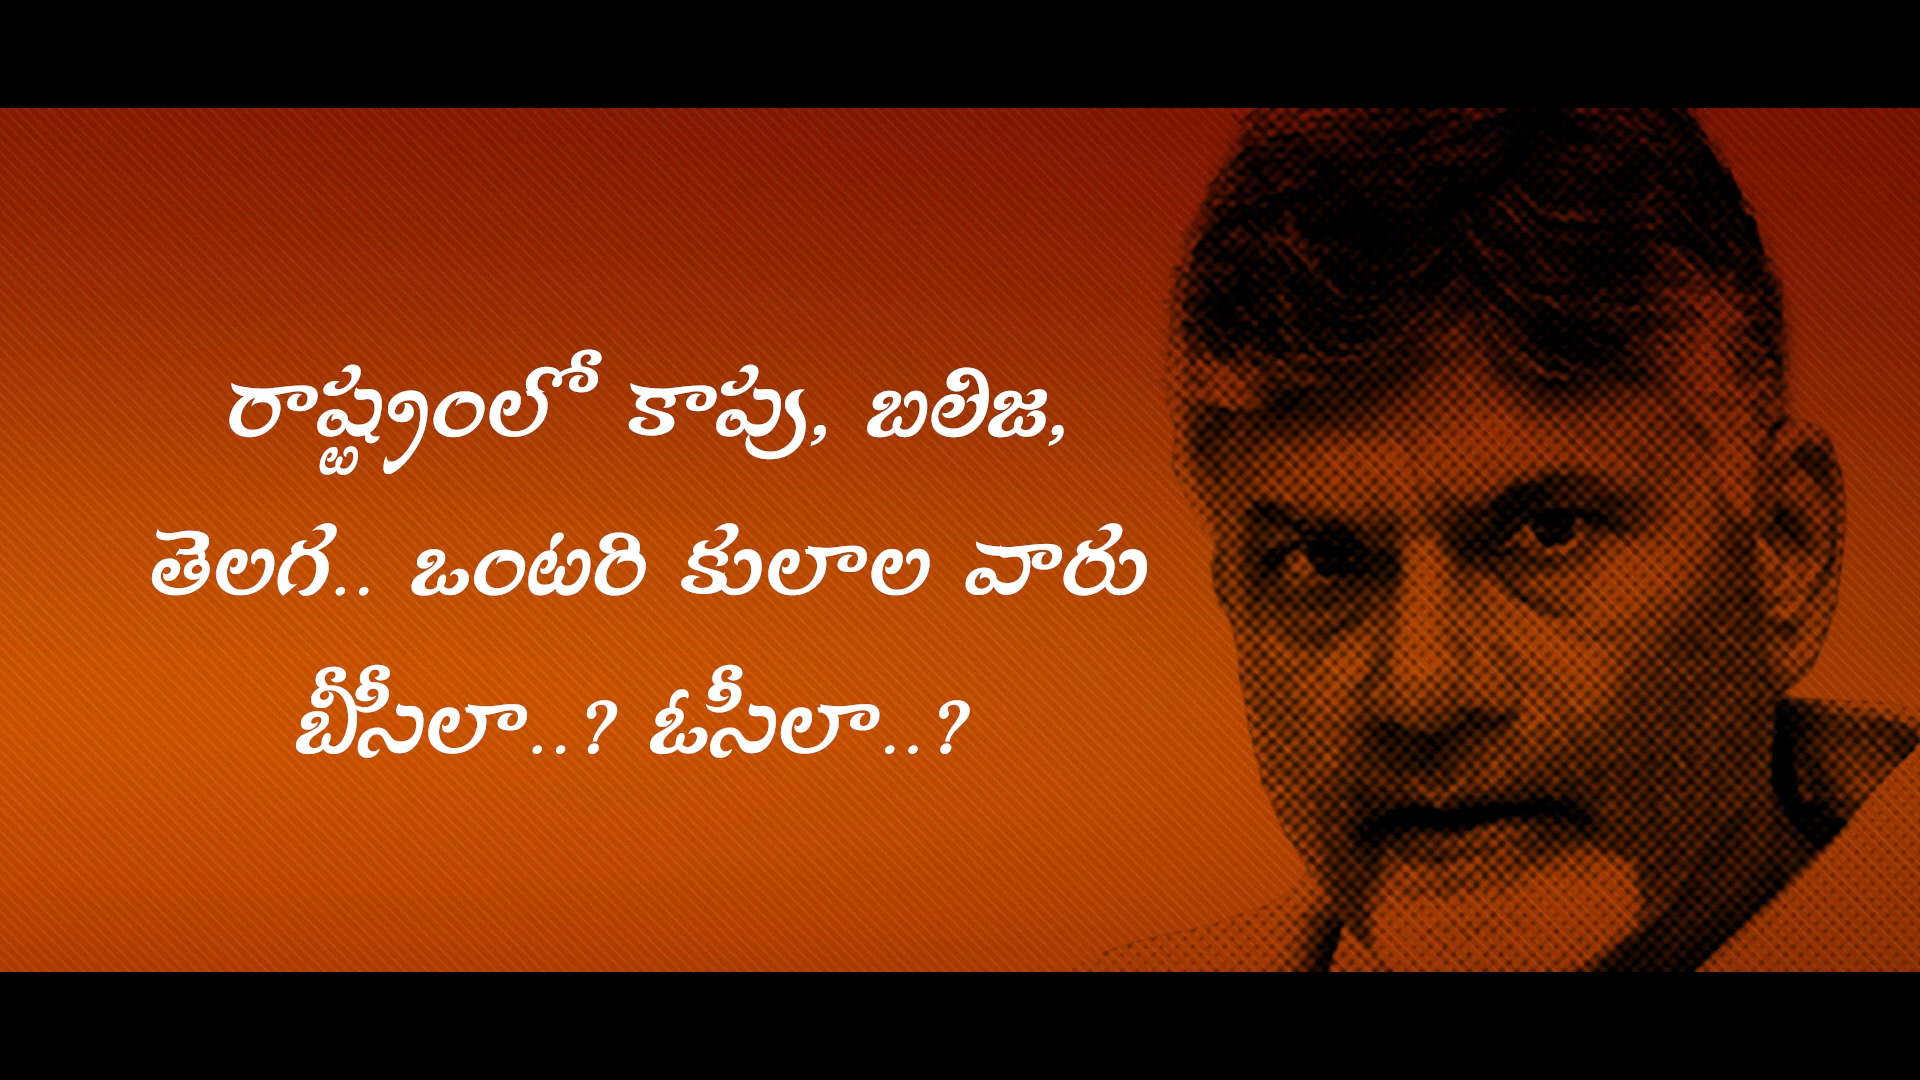 రాష్ట్రంలో కాపు, బలిజ,
తెలగ.. ఒంటరి కులాల వారు
బీసీలా..? ఓసీలా..?